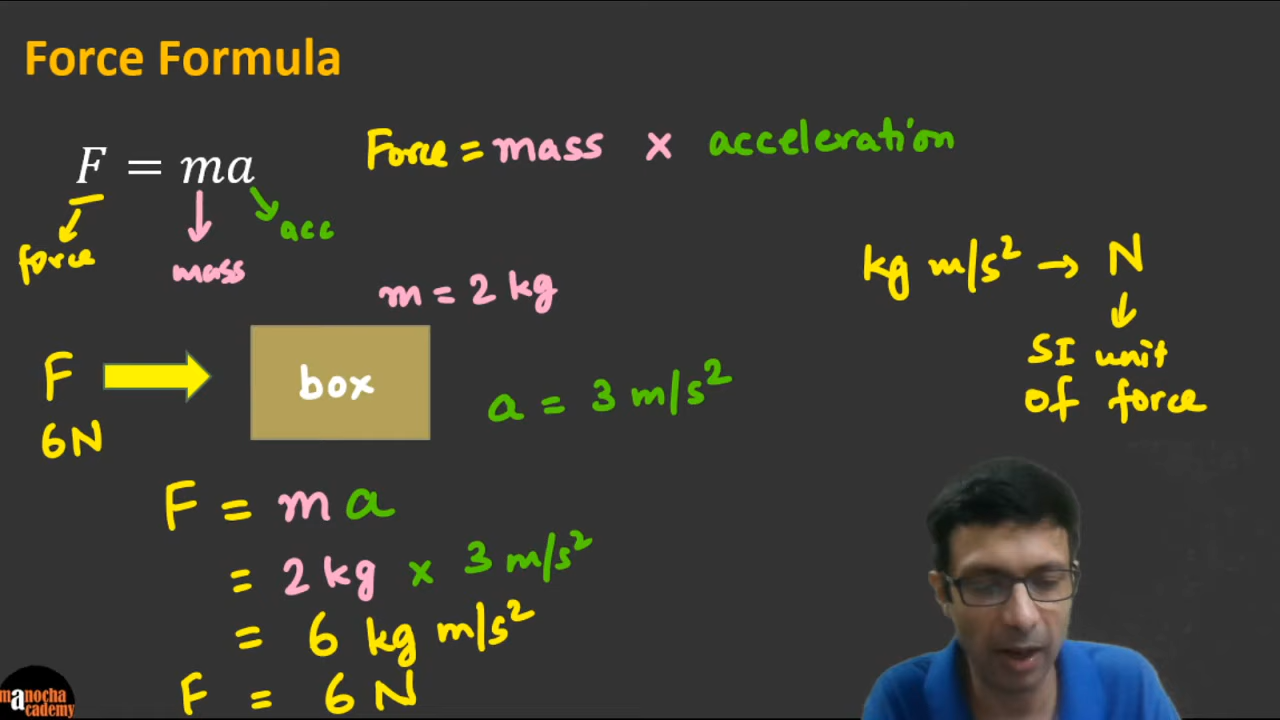 Force Formula
F = ma
Force = mass x acceleration
force
mass
acc
m = 2 kg
kg m/s² → N
SI unit
of force
F
6N
box
a = 3 m/s²
F = m a
= 2 kg x 3 m/s²
= 6 kg m/s²
F = 6 N
manocha
academy